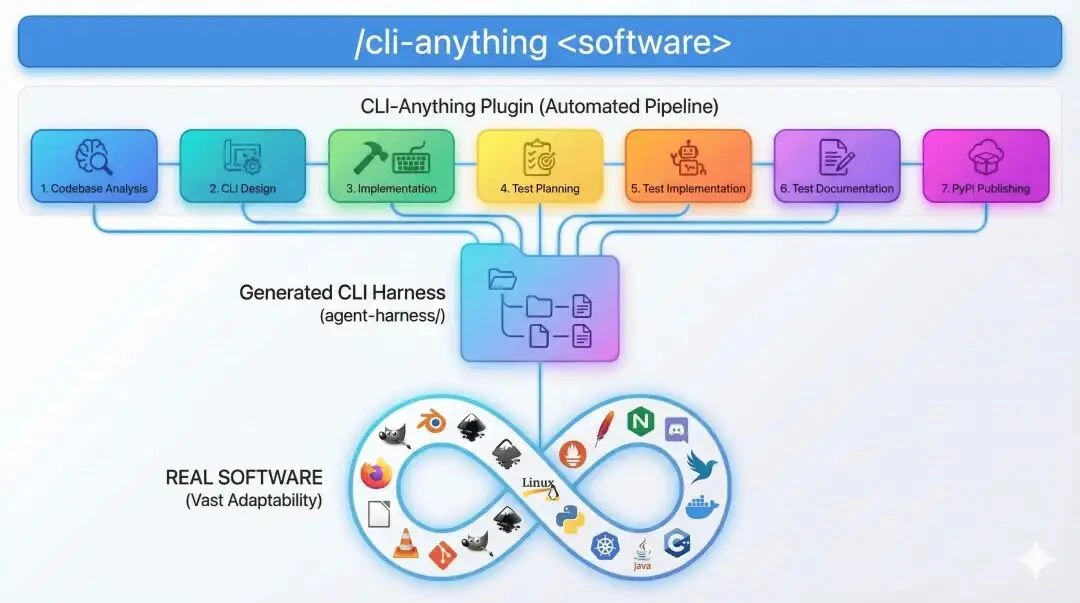 /cli-anything <software>
CLI-Anything Plugin (Automated Pipeline)
1. Codebase Analysis
2. CLI Design
3. Implementation
4. Test Planning
5. Test Implementation
6. Test Documentation
7. PyPI Publishing
Generated CLI Harness
(agent-harness/)
REAL SOFTWARE
(Vast Adaptability)
N
Linux
C++
Java